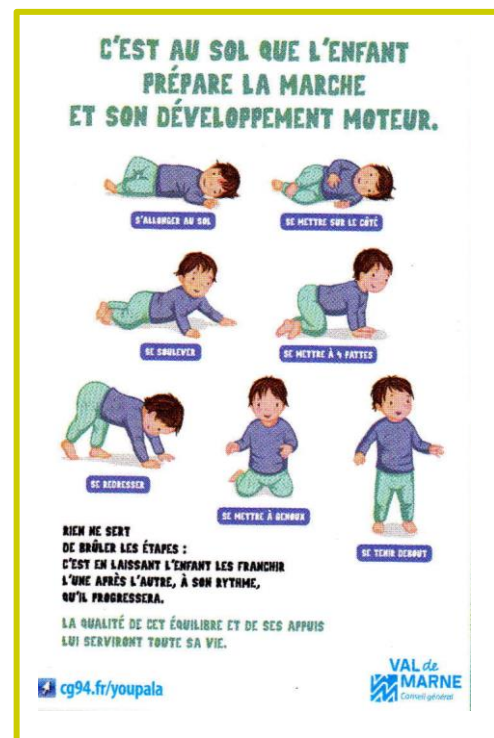 C'EST AU SOL QUE L'ENFANT
PRÉPARE LA MARCHE
ET SON DÉVELOPPEMENT MOTEUR.
S'ALLONGER AU SOL
SE METTRE SUR LE CÔTÉ
SE SOULEVER
SE METTRE À 4 PATTES
SE REDRESSER
SE METTRE À GENOUX
SE TENIR DEBOUT
RIEN NE SERT
DE BRÛLER LES ÉTAPES :
C'EST EN LAISSANT L'ENFANT LES FRANCHIR
L'UNE APRÈS L'AUTRE, À SON RYTHME,
QU'IL PROGRESSERA.
LA QUALITÉ DE CET ÉQUILIBRE ET DE SES APPUIS
LUI SERVIRONT TOUTE SA VIE.
cg94.fr/youpala
VAL de
MARNE
Conseil général